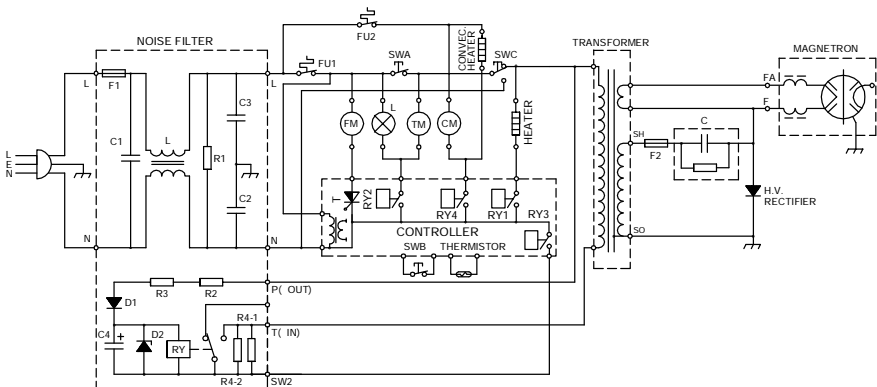 FU2
NOISE FILTER
FU1
SWA
CONVEC.
HEATER
SWC
TRANSFORMER
MAGNETRON
L
F1
L
FA
F
C3
C1
L
R1
FM
L
TM
CM
HEATER
SH
C
F2
L
E
N
C2
T
RY2
RY4
RY1
RY3
H.V.
RECTIFIER
N
N
CONTROLLER
SWB
THERMISTOR
SO
R3
R2
P( OUT)
D1
C4
+
D2
RY
R4-1
T( IN)
R4-2
SW2